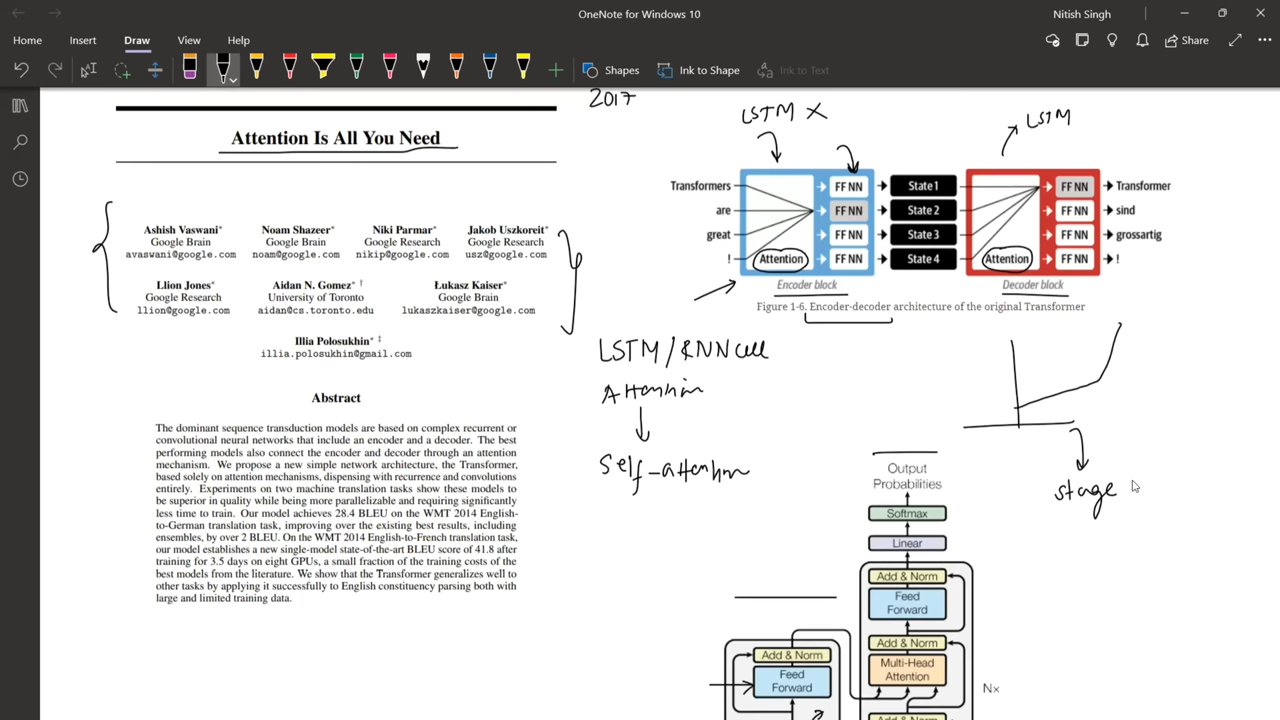 OneNote for Windows 10
Nitish Singh
Home
Insert
Draw
View
Help
Share
Shapes
Ink to Shape
Ink to Text
2017
Attention Is All You Need
Ashish Vaswani*
Google Brain
avaswani@google.com
Noam Shazeer*
Google Brain
noam@google.com
Niki Parmar*
Google Research
nikip@google.com
Jakob Uszkoreit*
Google Research
usz@google.com
Llion Jones*
Google Research
llion@google.com
Aidan N. Gomez* †
University of Toronto
aidan@cs.toronto.edu
Łukasz Kaiser*
Google Brain
lukaszkaiser@google.com
Illia Polosukhin* ‡
illia.polosukhin@gmail.com
Abstract
The dominant sequence transduction models are based on complex recurrent or
convolutional neural networks that include an encoder and a decoder. The best
performing models also connect the encoder and decoder through an attention
mechanism. We propose a new simple network architecture, the Transformer,
based solely on attention mechanisms, dispensing with recurrence and convolutions
entirely. Experiments on two machine translation tasks show these models to
be superior in quality while being more parallelizable and requiring significantly
less time to train. Our model achieves 28.4 BLEU on the WMT 2014 English-
to-German translation task, improving over the existing best results, including
ensembles, by over 2 BLEU. On the WMT 2014 English-to-French translation task,
our model establishes a new single-model state-of-the-art BLEU score of 41.8 after
training for 3.5 days on eight GPUs, a small fraction of the training costs of the
best models from the literature. We show that the Transformer generalizes well to
other tasks by applying it successfully to English constituency parsing both with
large and limited training data.
LSTM X
LSTM
Transformers
FF NN
State 1
FF NN
Transformer
are
FF NN
State 2
FF NN
sind
great
FF NN
State 3
FF NN
grossartig
!
Attention
FF NN
State 4
Attention
FF NN
!
Encoder block
Decoder block
Figure 1-6. Encoder-decoder architecture of the original Transformer
LSTM/RNN cell
Attention
Self-attention
stage
Output
Probabilities
Softmax
Linear
Add & Norm
Feed
Forward
Add & Norm
Multi-Head
Attention
Nx
Add & Norm
Feed
Forward
Add & Norm